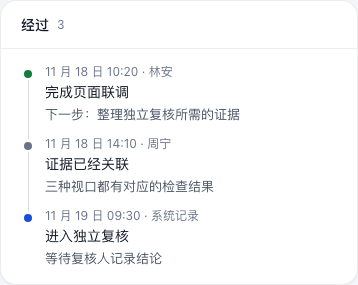 经过 3
11 月 18 日 10:20 · 林安
完成页面联调
下一步：整理独立复核所需的证据
11 月 18 日 14:10 · 周宁
证据已经关联
三种视口都有对应的检查结果
11 月 19 日 09:30 · 系统记录
进入独立复核
等待复核人记录结论